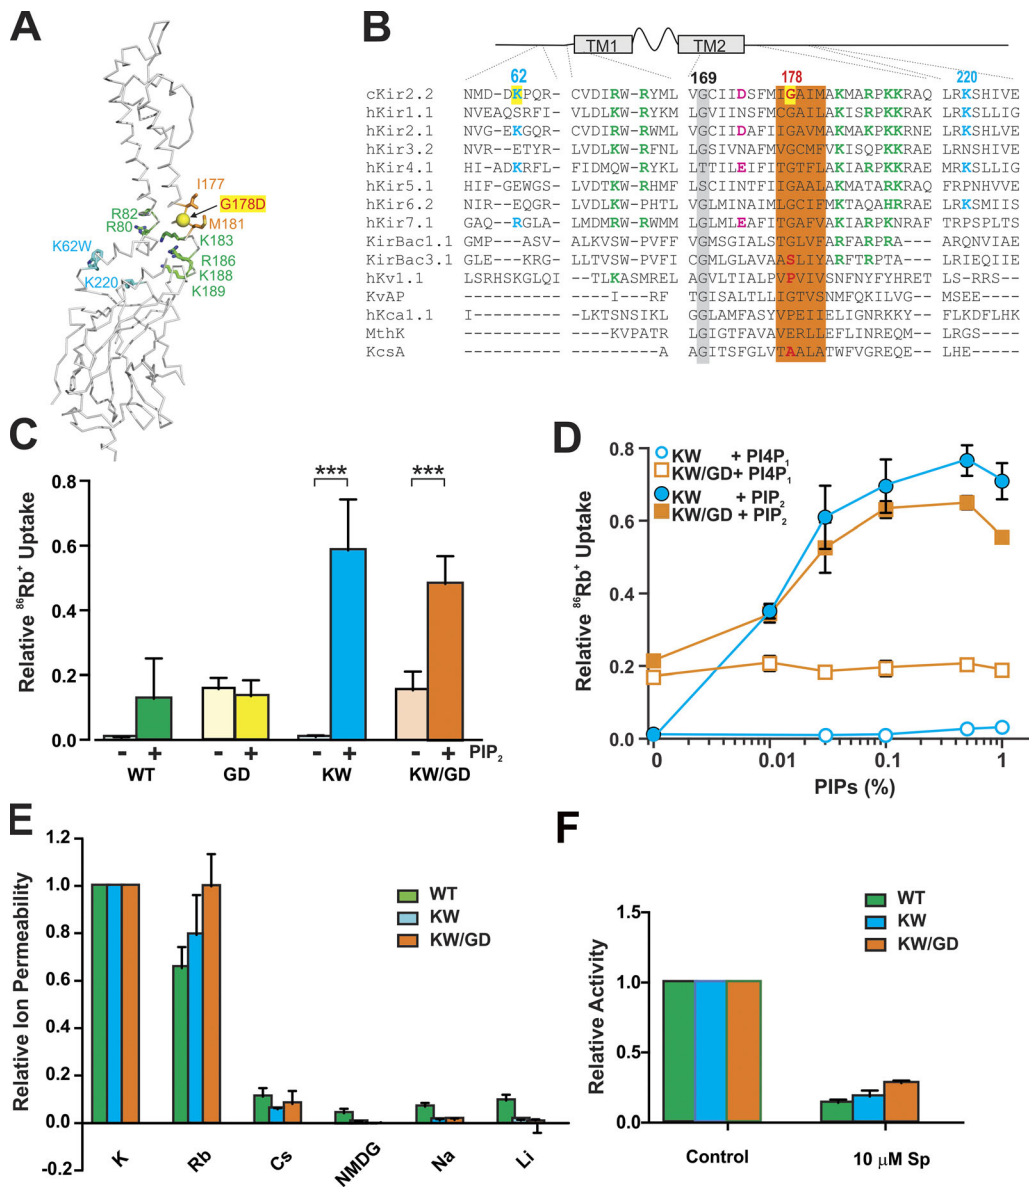 A
I177
G178D
R82
R80
M181
K183
K62W
R186
K220
K188
K189
B
TM1
TM2
62
169
178
220
cKir2.2 NMD-DKPQR- CVDIRW-RYML VGCIIDSFMIGAIMAKMARPKKRAQ LRKSHIVE
hKir1.1 NVEAQSRFV- VLDLKW-RYKM LGVIINSFMCGAILAKISRPKKRAK ELRKSLLIG
hKir2.1 NVG-EKGQR- CVDIRW-RWML VGCIIDAFIIGAVMAKMAKPKKRNE LRKSHLVE
hKir3.2 NVR--ETYR- VLDLKW-RFNL LGSIVNAFMVGCMFVKISQPKKRAE LRNSHIVE
hKir4.1 HI-ADKRFL- FIDMQW-RYKL LTTILEIFITGTFLAKIARPKKRAE LRKSLLIG
hKir5.1 HIF-GEWGS- LVDTKW-RHMF LSCIINTFIIGAALAKMATARKRAQ FRPNHVVE
hKir6.2 HIR--EQGR- LVDLKW-PHTL VGLMINAIMLGCIFMKTAQAHRRAE LRKSMIIS
hKir7.1 GAQ--RGLA- LMDMRW-RWMM LGLMLEAFITGAFVAKIARPKNRAF
KirBac1.1 GMP---ASV- ALKVSW-PVFF VGMSGIALSTGLVFARFARPRA-- ARQNVIAE
KirBac3.1 GLE---KRG- LLTVSW-PVFI CGMLGLAVAASLIYARFTRPTA-- LRIEQIIE
hKv1.1 LSRHSKGLQI --TLKASMREL AGVLTIALPVPVIVSNFNYFYHRET LS-RRS--
KvAP ---------- ----I---RF- TGISALTLLIGTVSNMFQKILVG- MSEE----
hKca1.1 ---------- -LKTSNSIKL GGLAMFASYVPEIIELIGNRKKY-- FLKDFLHK
MthK ---------- ---KVPATR LGIGTFAVAVERLLEFLINREQM- LRGS----
KcsA ---------- --------A AGITSFGLVTAALATWFVGREQE- LHE-----
C
Relative ⁸⁶Rb⁺ Uptake
0.8
0.6
0.4
0.2
0.0
***
***
- + - + - + - + PIP₂
WT GD KW KW/GD
D
Relative ⁸⁶Rb⁺ Uptake
0.8
0.6
0.4
0.2
0.0
KW + PI4P₁
KW/GD+ PI4P₁
KW + PIP₂
KW/GD + PIP₂
0 0.01 0.1 1
PIPs (%)
E
Relative Ion Permeability
1.2
1.0
0.8
0.6
0.4
0.2
0.0
-0.2
WT
KW
KW/GD
K Rb Cs NMDG Na Li
F
Relative Activity
1.5
1.0
0.5
0.0
WT
KW
KW/GD
Control 10 μM Sp